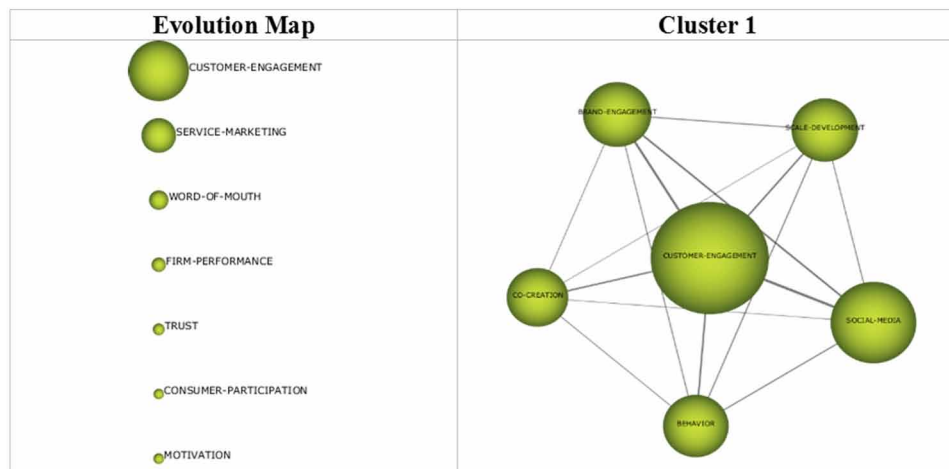 Evolution Map
Cluster 1
CUSTOMER-ENGAGEMENT
SERVICE-MARKETING
WORD-OF-MOUTH
FIRM-PERFORMANCE
TRUST
CONSUMER-PARTICIPATION
MOTIVATION
BRAND-ENGAGEMENT
SCALE-DEVELOPMENT
CUSTOMER-ENGAGEMENT
CO-CREATION
SOCIAL-MEDIA
BEHAVIOR